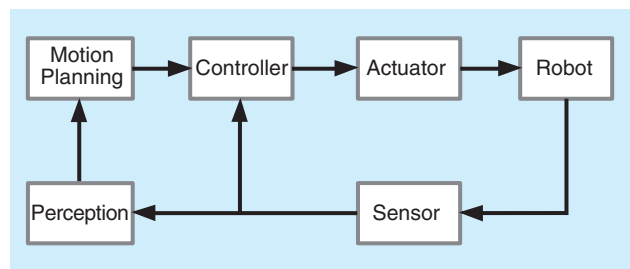 Motion
Planning
Controller
Actuator
Robot
Perception
Sensor